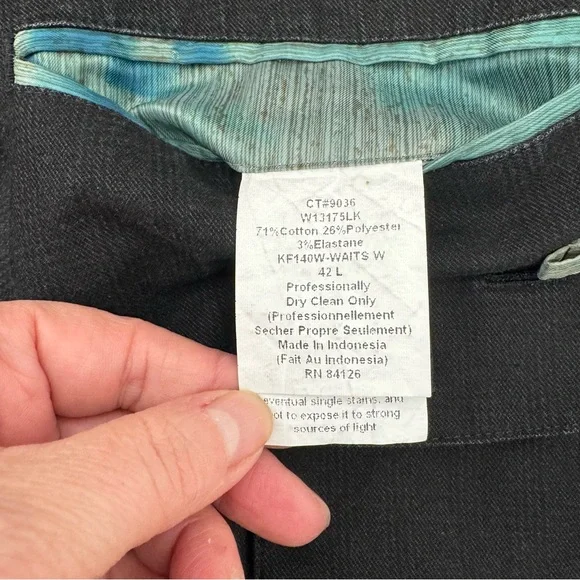 CT#9036
W13175LK
71%Cotton 26%Polyester
3%Elastane
KF140W-WAITS W
42 L
Professionally
Dry Clean Only
(Professionnellement
Secher Propre Seulement)
Made In Indonesia
(Fait Au Indonesia)
RN 84126
eventual single stains, and
not to expose it to strong
sources of light